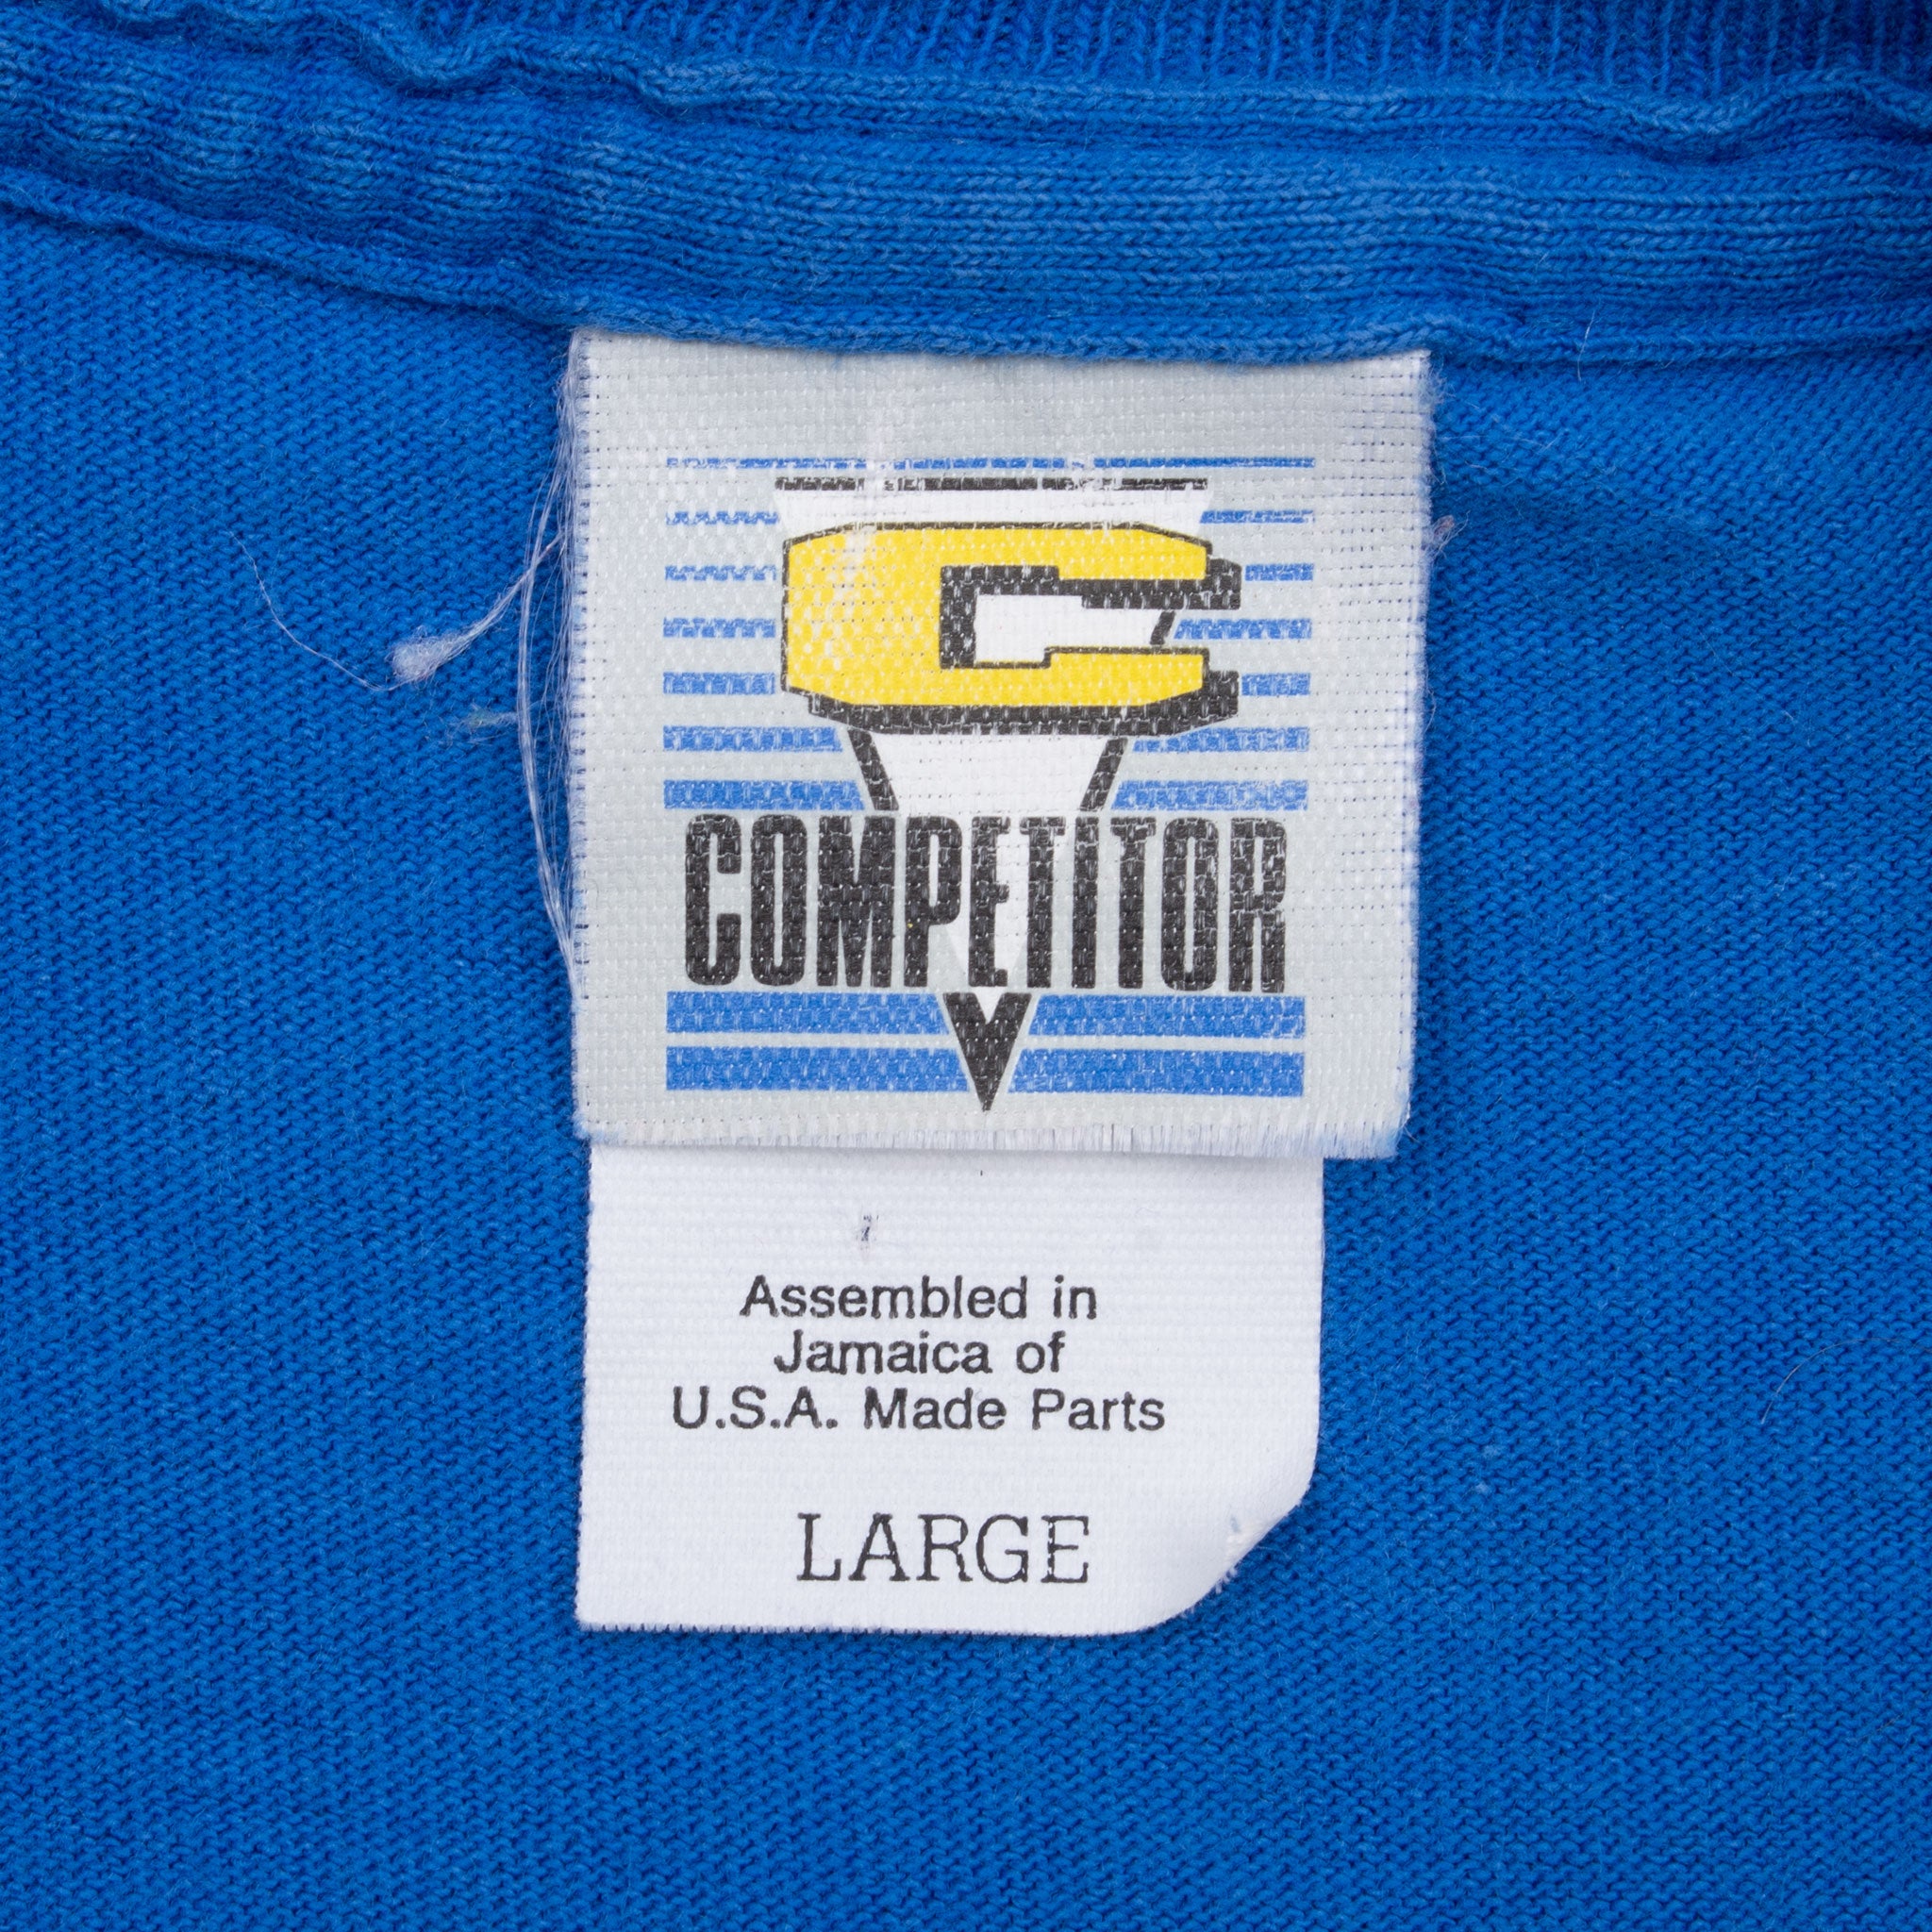 C
COMPETITOR
Assembled in
Jamaica of
U.S.A. Made Parts
LARGE